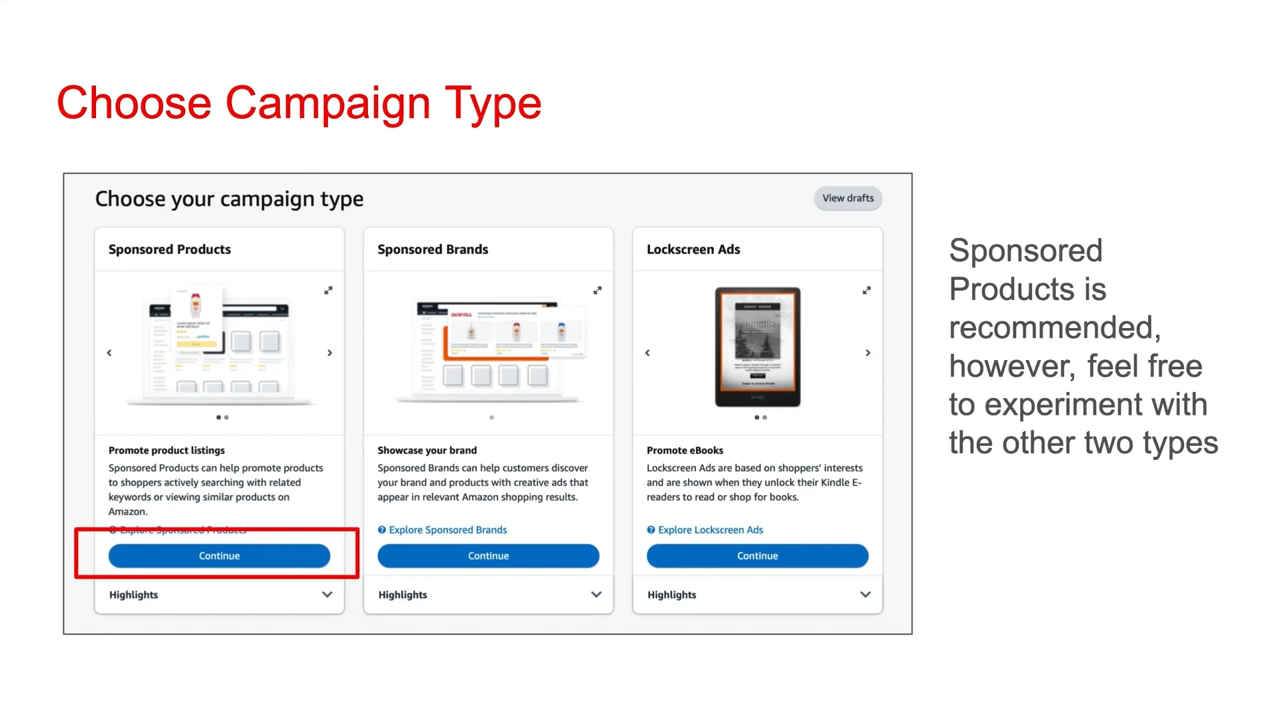 Choose Campaign Type
Choose your campaign type
View drafts
Sponsored Products
Promote product listings
Sponsored Products can help promote products
to shoppers actively searching with related
keywords or viewing similar products on
Amazon.
Explore Sponsored Products
Continue
Highlights
Sponsored Brands
Showcase your brand
Sponsored Brands can help customers discover
your brand and products with creative ads that
appear in relevant Amazon shopping results.
Explore Sponsored Brands
Continue
Highlights
Lockscreen Ads
Promote eBooks
Lockscreen Ads are based on shoppers' interests
and are shown when they unlock their Kindle E-
readers to read or shop for books.
Explore Lockscreen Ads
Continue
Highlights
Sponsored
Products is
recommended,
however, feel free
to experiment with
the other two types